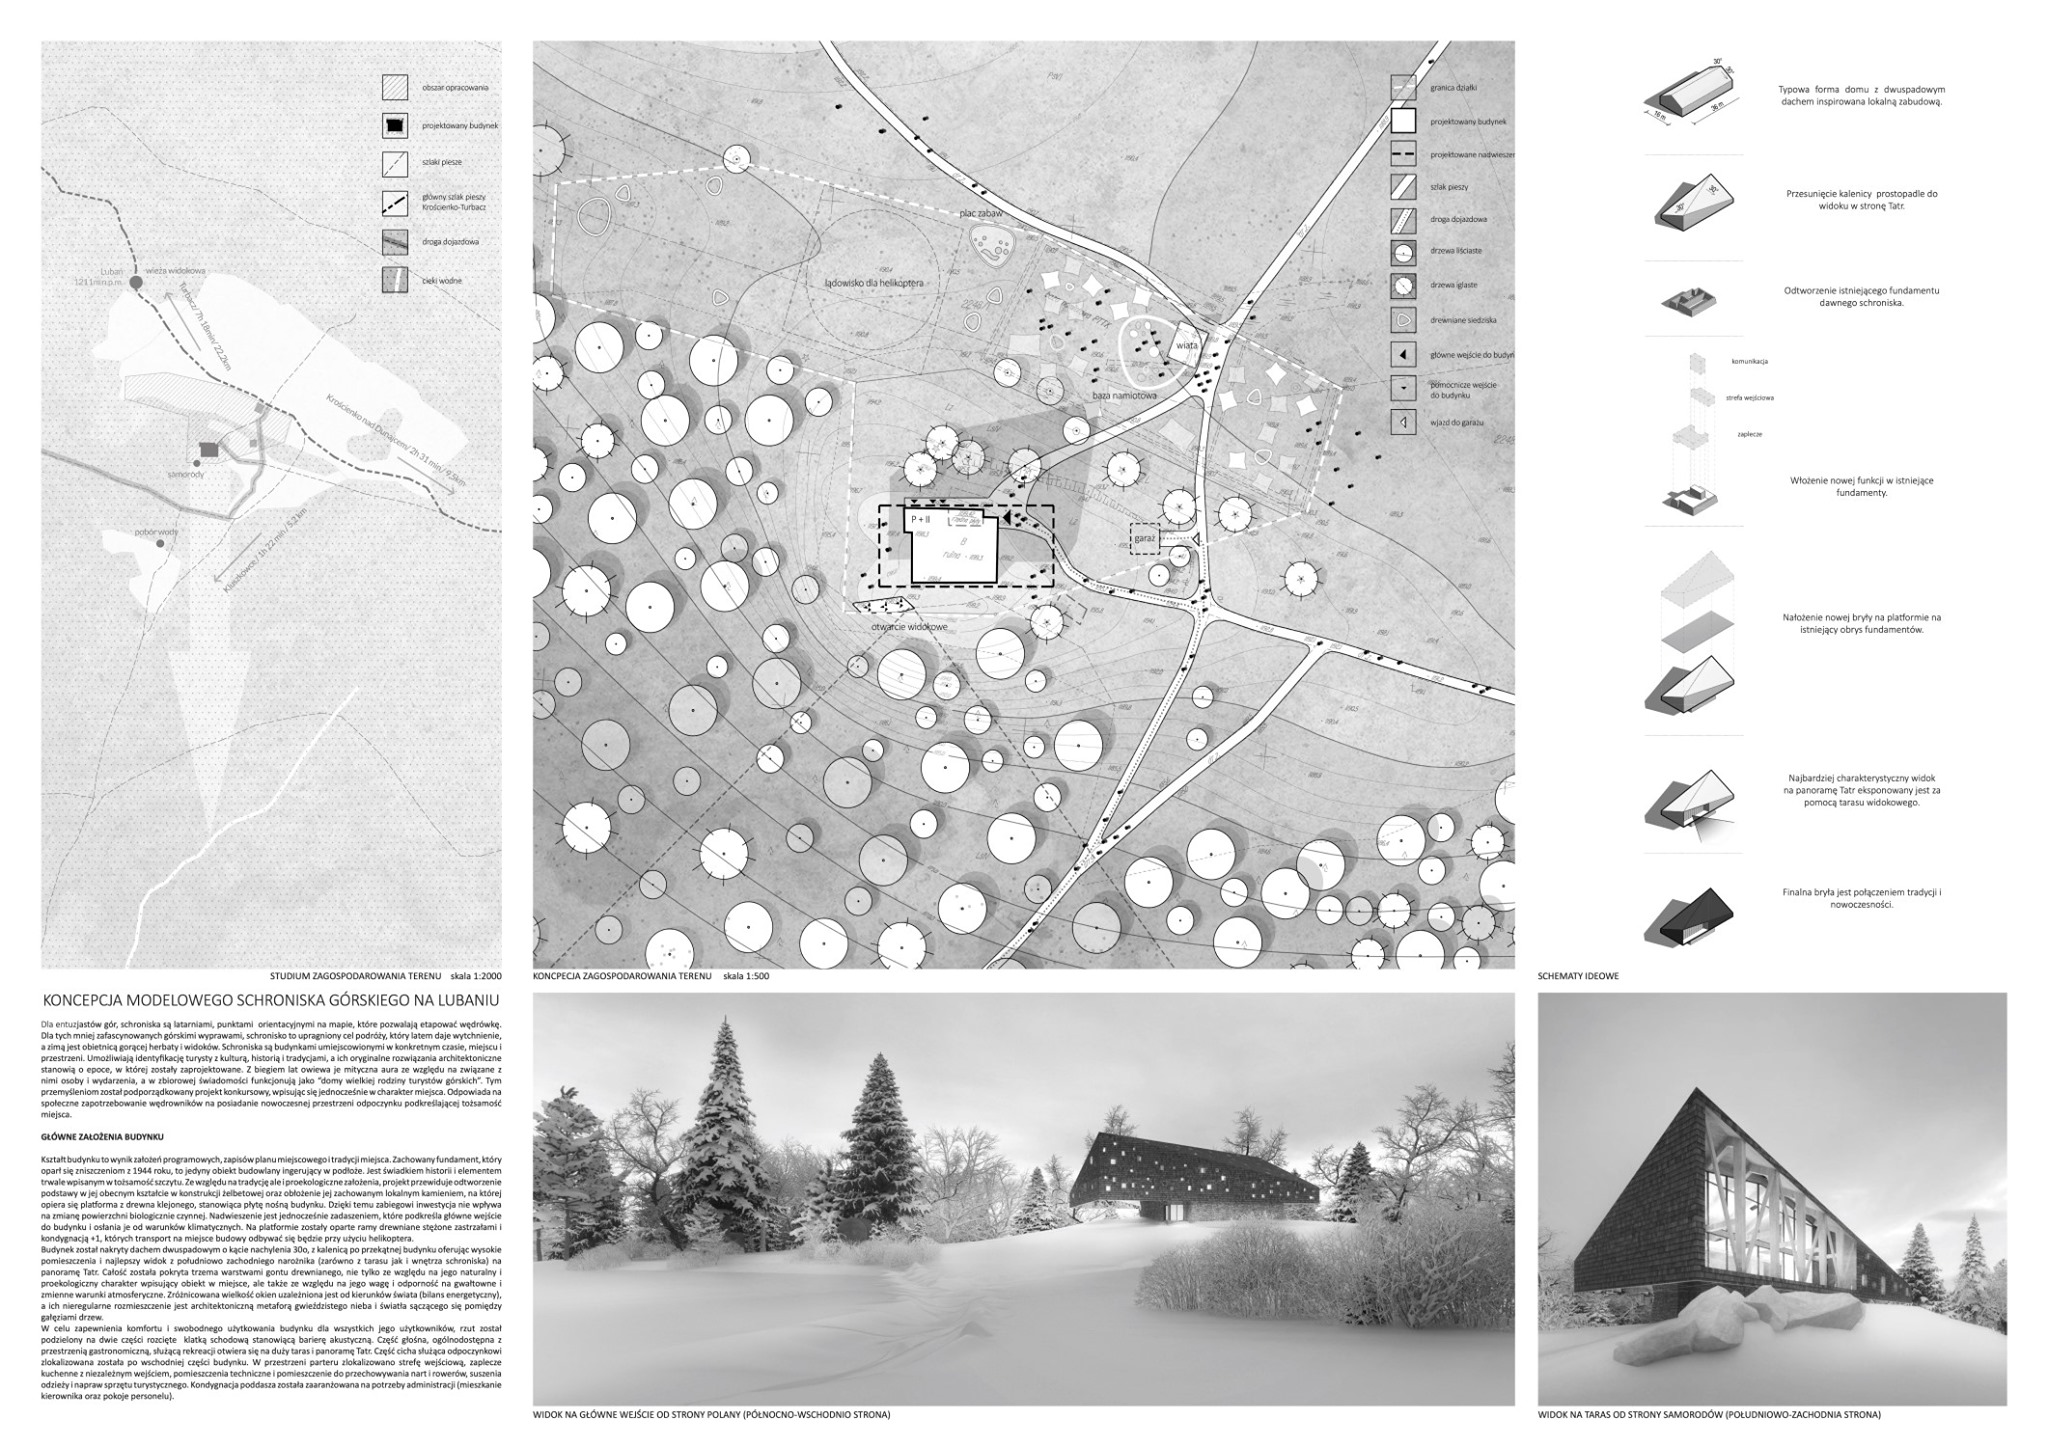 obszar opracowania
projektowany budynek
szlaki piesze
główny szlak pieszy
Krościenko-Turbacz
droga dojazdowa
cieki wodne
Lubań
1211m n.p.m.
wieża widokowa
Turbacz/ 7h 18min/ 22.2km
Krościenko nad Dunajcem/ 2h 31 min/ 9.5km
samorody
pobór wody
Kluszkowce / 1h 22 min/ 5.2 km
STUDIUM ZAGOSPODAROWANIA TERENU skala 1:2000
granica działki
projektowany budynek
projektowane nadwieszer
szlak pieszy
droga dojazdowa
drzewa liściaste
drzewa iglaste
drewniane siedziska
główne wejście do budyn
pomocnicze wejście
do budynku
wjazd do garażu
plac zabaw
lądowisko dla helikoptera
wiata
baza namiotowa
P + II
garaż
otwarcie widokowe
KONCPECJA ZAGOSPODAROWANIA TERENU skala 1:500
30°
30°
16 m
36 m
Typowa forma domu z dwuspadowym
dachem inspirowana lokalną zabudową.
30°
Przesunięcie kalenicy prostopadle do
widoku w stronę Tatr.
Odtworzenie istniejącego fundamentu
dawnego schroniska.
komunikacja
strefa wejściowa
zaplecze
Włożenie nowej funkcji w istniejące
fundamenty.
Nałożenie nowej bryły na platformie na
istniejący obrys fundamentów.
Najbardziej charakterystyczny widok
na panoramę Tatr eksponowany jest za
pomocą tarasu widokowego.
Finalna bryła jest połączeniem tradycji i
nowoczesności.
SCHEMATY IDEOWE
KONCEPCJA MODELOWEGO SCHRONISKA GÓRSKIEGO NA LUBANIU
Dla entuzjastów gór, schroniska są latarniami, punktami orientacyjnymi na mapie, które pozwalają etapować wędrówkę.
Dla tych mniej zafascynowanych górskimi wyprawami, schronisko to upragniony cel podróży, który latem daje wytchnienie,
a zimą jest obietnicą gorącej herbaty i widoków. Schroniska są budynkami umiejscowionymi w konkretnym czasie, miejscu i
przestrzeni. Umożliwiają identyfikację turysty z kulturą, historią i tradycjami, a ich oryginalne rozwiązania architektoniczne
stanowią o epoce, w której zostały zaprojektowane. Z biegiem lat owiewa je mityczna aura ze względu na związane z
nimi osoby i wydarzenia, a w zbiorowej świadomości funkcjonują jako "domy wielkiej rodziny turystów górskich". Tym
przemyśleniom został podporządkowany projekt konkursowy, wpisując się jednocześnie w charakter miejsca. Odpowiada na
społeczne zapotrzebowanie wędrowników na posiadanie nowoczesnej przestrzeni odpoczynku podkreślającej tożsamość
miejsca.
GŁÓWNE ZAŁOŻENIA BUDYNKU
Kształt budynku to wynik założeń programowych, zapisów planu miejscowego i tradycji miejsca. Zachowany fundament, który
oparł się zniszczeniom z 1944 roku, to jedyny obiekt budowlany ingerujący w podłoże. Jest świadkiem historii i elementem
trwale wpisanym w tożsamość szczytu. Ze względu na tradycję ale i proekologiczne założenia, projekt przewiduje odtworzenie
podstawy w jej obecnym kształcie w konstrukcji żelbetowej oraz obłożenie jej zachowanym lokalnym kamieniem, na której
opiera się platforma z drewna klejonego, stanowiąca płytę nośną budynku. Dzięki temu zabiegowi inwestycja nie wpływa
na zmianę powierzchni biologicznie czynnej. Nadwieszenie jest jednocześnie zadaszeniem, które podkreśla główne wejście
do budynku i osłania je od warunków klimatycznych. Na platformie zostały oparte ramy drewniane stężone zastrzałami i
kondygnacją +1, których transport na miejsce budowy odbywać się będzie przy użyciu helikoptera.
Budynek został nakryty dachem dwuspadowym o kącie nachylenia 30o, z kalenicą po przekątnej budynku oferując wysokie
pomieszczenia i najlepszy widok z południowo zachodniego narożnika (zarówno z tarasu jak i wnętrza schroniska) na
panoramę Tatr. Całość została pokryta trzema warstwami gontu drewnianego, nie tylko ze względu na jego naturalny i
proekologiczny charakter wpisujący obiekt w miejsce, ale także ze względu na jego wagę i odporność na gwałtowne i
zmienne warunki atmosferyczne. Zróżnicowana wielkość okien uzależniona jest od kierunków świata (bilans energetyczny),
a ich nieregularne rozmieszczenie jest architektoniczną metaforą gwieździstego nieba i światła sączącego się pomiędzy
gałęziami drzew.
W celu zapewnienia komfortu i swobodnego użytkowania budynku dla wszystkich jego użytkowników, rzut został
podzielony na dwie części rozcięte klatką schodową stanowiącą barierę akustyczną. Część głośna, ogólnodostępna z
przestrzenią gastronomiczną, służącą rekreacji otwiera się na duży taras i panoramę Tatr. Część cicha służąca odpoczynkowi
zlokalizowana została po wschodniej części budynku. W przestrzeni parteru zlokalizowano strefę wejściową, zaplecze
kuchenne z niezależnym wejściem, pomieszczenia techniczne i pomieszczenie do przechowywania nart i rowerów, suszenia
odzieży i napraw sprzętu turystycznego. Kondygnacja poddasza została zaaranżowana na potrzeby administracji (mieszkanie
kierownika oraz pokoje personelu).
WIDOK NA GŁÓWNE WEJŚCIE OD STRONY POLANY (PÓŁNOCNO-WSCHODNIO STRONA)
WIDOK NA TARAS OD STRONY SAMORODÓW (POŁUDNIOWO-ZACHODNIA STRONA)